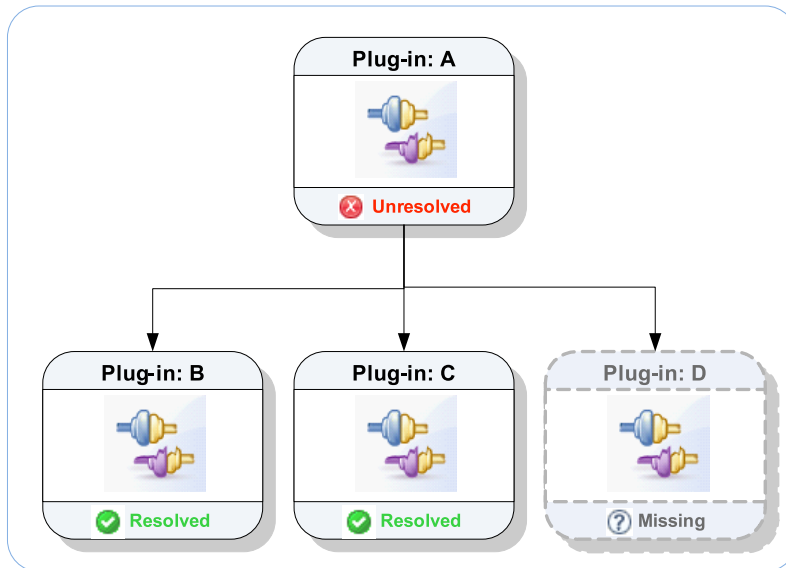 Plug-in: A
Unresolved
Plug-in: B
Resolved
Plug-in: C
Resolved
Plug-in: D
Missing